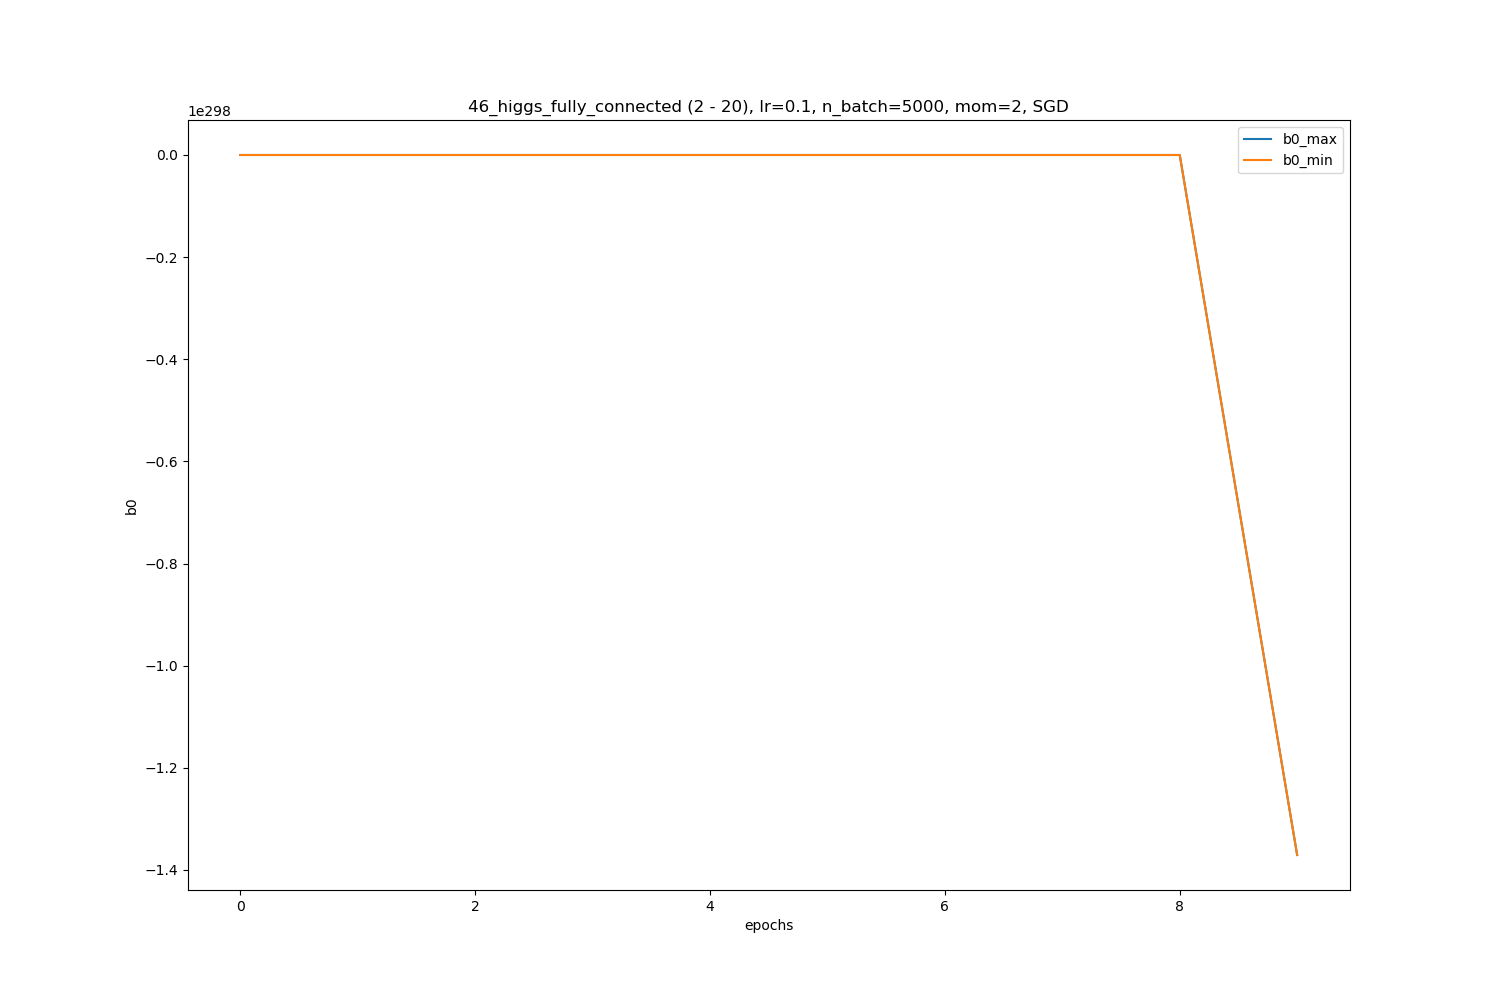 46_higgs_fully_connected (2 - 20), lr=0.1, n_batch=5000, mom=2, SGD
1e298
b0_max
b0_min
0.0
−0.2
−0.4
−0.6
−0.8
−1.0
−1.2
−1.4
b0
0 2 4 6 8
epochs